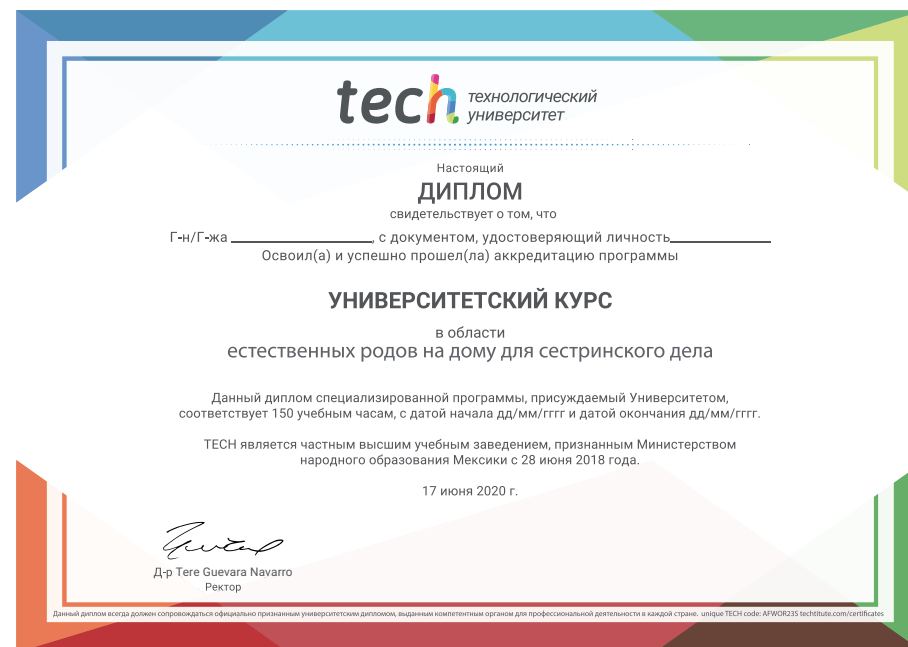 tech технологический
университет
Настоящий
ДИПЛОМ
свидетельствует о том, что
Г-н/Г-жа __________________, с документом, удостоверяющий личность_____________
Освоил(а) и успешно прошел(ла) аккредитацию программы
УНИВЕРСИТЕТСКИЙ КУРС
в области
естественных родов на дому для сестринского дела
Данный диплом специализированной программы, присуждаемый Университетом,
соответствует 150 учебным часам, с датой начала дд/мм/гггг и датой окончания дд/мм/гггг.
TECH является частным высшим учебным заведением, признанным Министерством
народного образования Мексики с 28 июня 2018 года.
17 июня 2020 г.
Д-р Tere Guevara Navarro
Ректор
Данный диплом всегда должен сопровождаться официально признанным университетским дипломом, выданным компетентным органом для профессиональной деятельности в каждой стране. unique TECH code: AFWOR23S techtitute.com/certificates